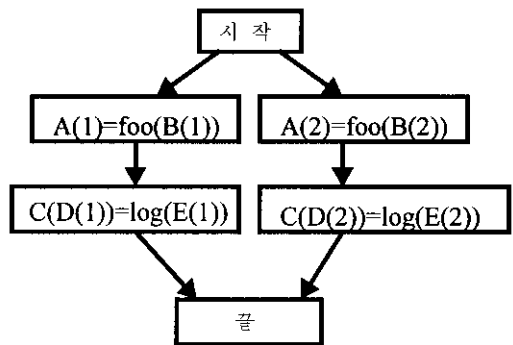 시 작
A(1)=foo(B(1))
A(2)=foo(B(2))
C(D(1))=log(E(1))
C(D(2))=log(E(2))
끝